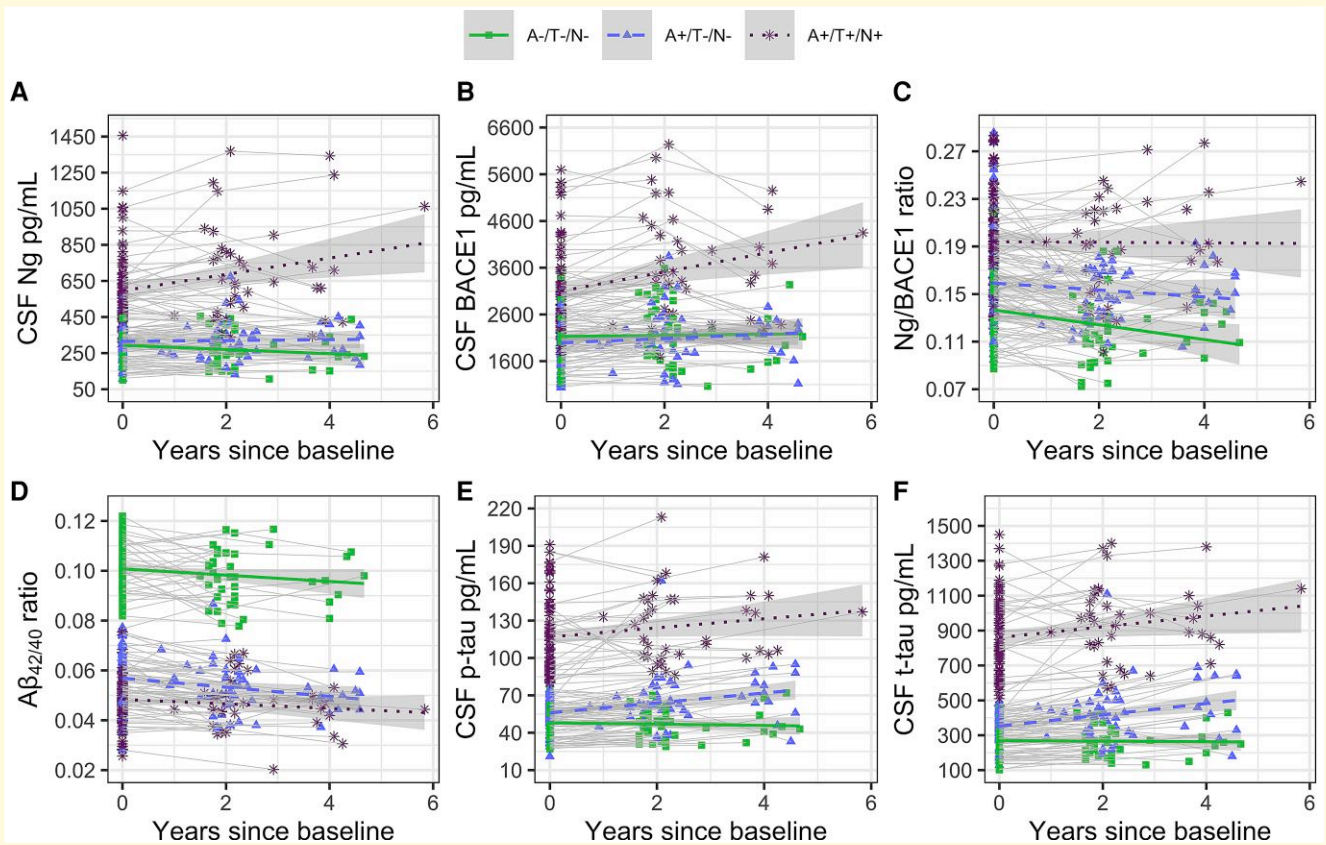 A-/T-/N- A+/T-/N- A+/T+/N+
A
CSF Ng pg/mL
1450
1250
1050
850
650
450
250
50
0 2 4 6
Years since baseline
B
CSF BACE1 pg/mL
6600
5600
4600
3600
2600
1600
0 2 4 6
Years since baseline
C
Ng/BACE1 ratio
0.27
0.23
0.19
0.15
0.11
0.07
0 2 4 6
Years since baseline
D
Aβ42/40 ratio
0.12
0.10
0.08
0.06
0.04
0.02
0 2 4 6
Years since baseline
E
CSF p-tau pg/mL
220
190
160
130
100
70
40
10
0 2 4 6
Years since baseline
F
CSF t-tau pg/mL
1500
1300
1100
900
700
500
300
100
0 2 4 6
Years since baseline